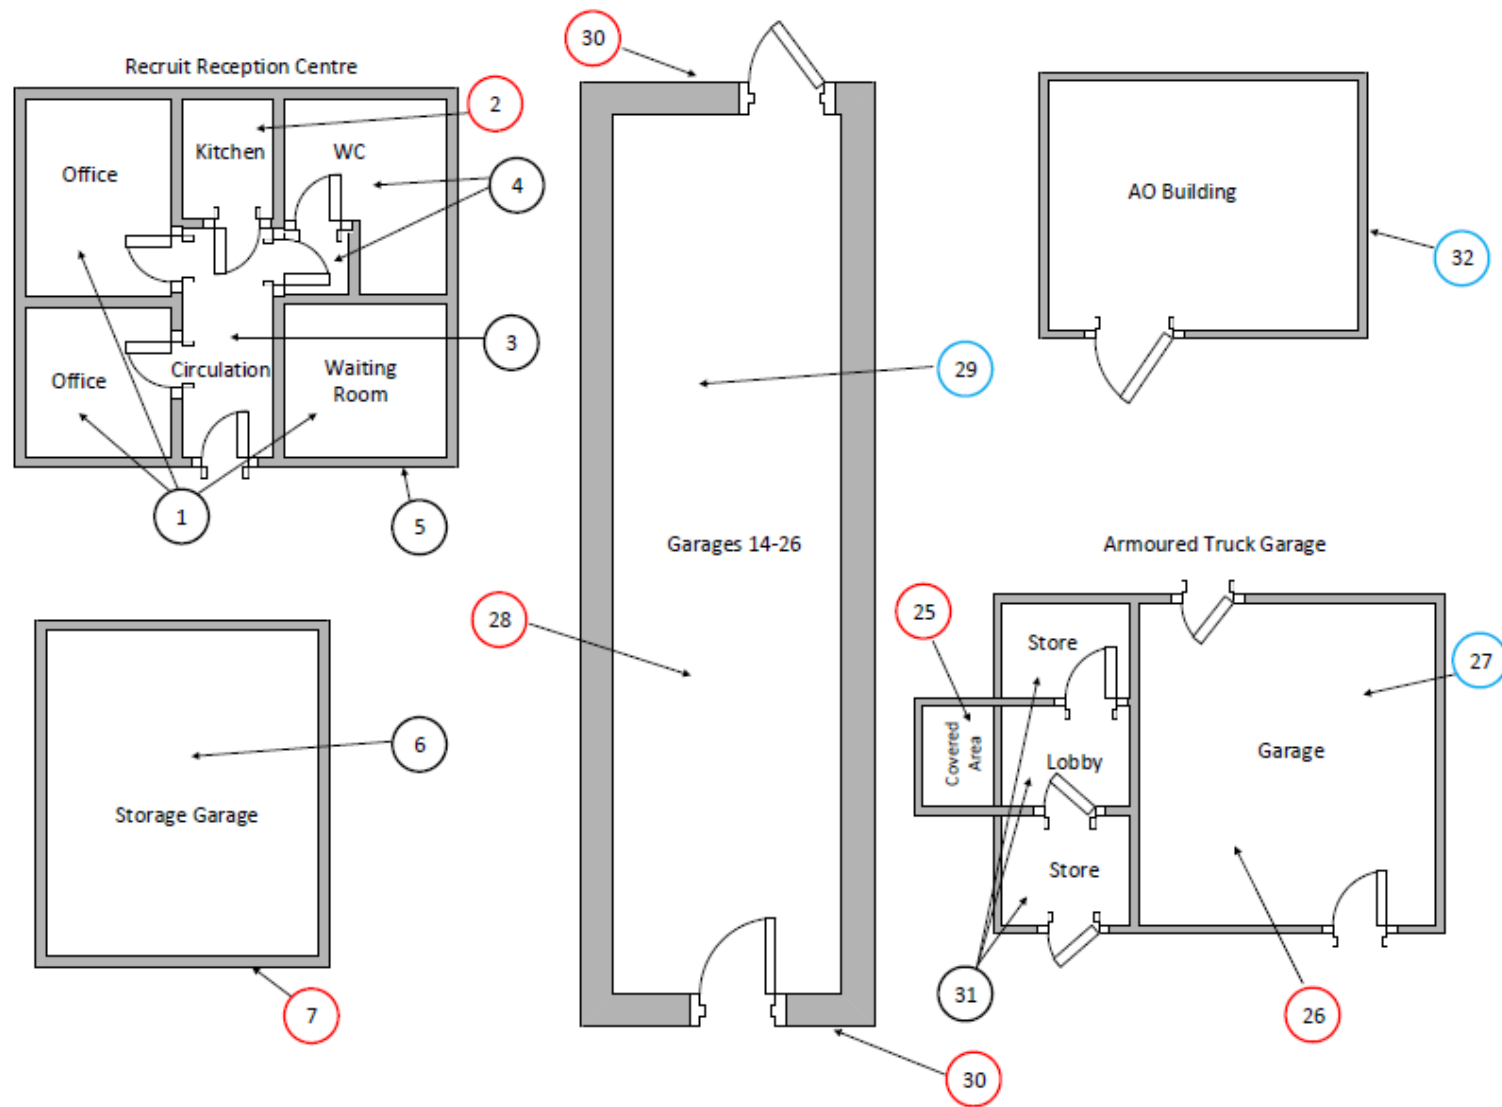 Recruit Reception Centre
Office
Kitchen
WC
2
4
Office
Circulation
Waiting
Room
3
1
5
Storage Garage
6
7
30
Garages 14-26
29
28
30
AO Building
32
Armoured Truck Garage
25
Store
27
Covered
Area
Lobby
Garage
Store
31
26